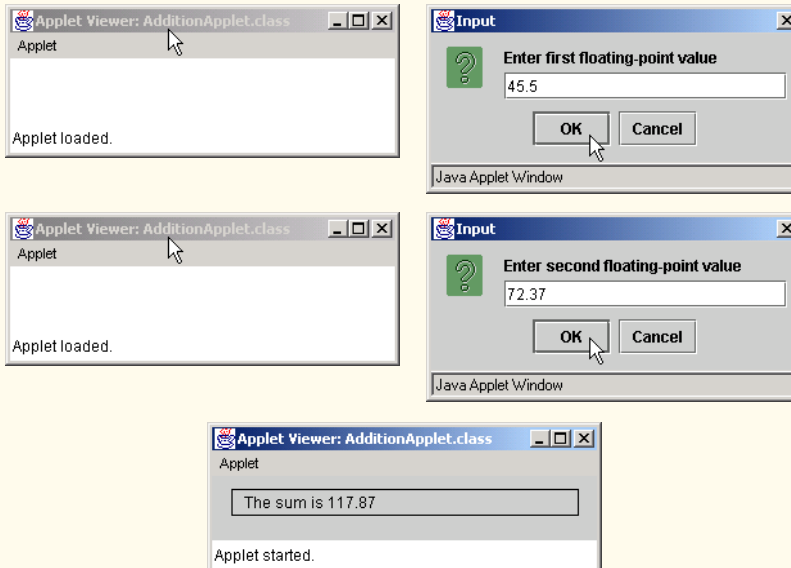 Applet Viewer: AdditionApplet.class
Applet
Applet loaded.
Input
Enter first floating-point value
45.5
OK Cancel
Java Applet Window
Applet Viewer: AdditionApplet.class
Applet
Applet loaded.
Input
Enter second floating-point value
72.37
OK Cancel
Java Applet Window
Applet Viewer: AdditionApplet.class
Applet
The sum is 117.87
Applet started.